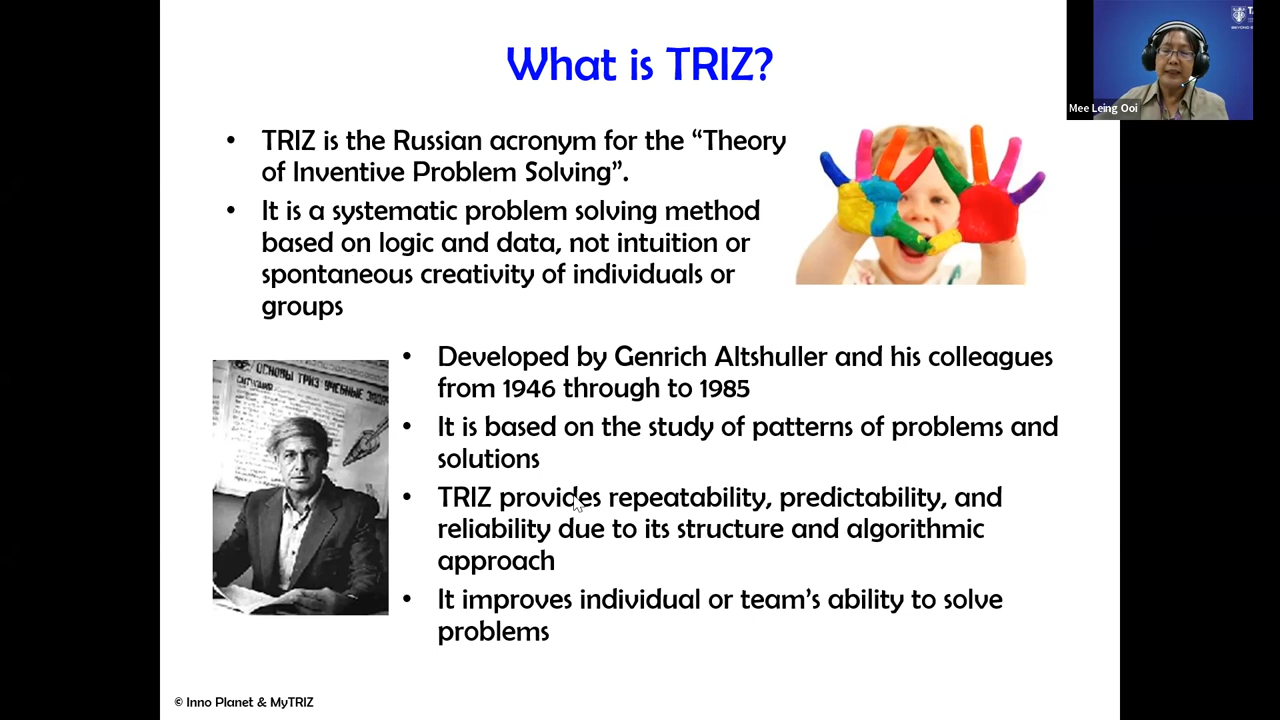 What is TRIZ?
Mee Leing Ooi
• TRIZ is the Russian acronym for the “Theory
of Inventive Problem Solving”.
• It is a systematic problem solving method
based on logic and data, not intuition or
spontaneous creativity of individuals or
groups
ОСНОВЫ ТРИЗ УЧЕБНЫЕ
• Developed by Genrich Altshuller and his colleagues
from 1946 through to 1985
• It is based on the study of patterns of problems and
solutions
• TRIZ provides repeatability, predictability, and
reliability due to its structure and algorithmic
approach
• It improves individual or team’s ability to solve
problems
© Inno Planet & MyTRIZ